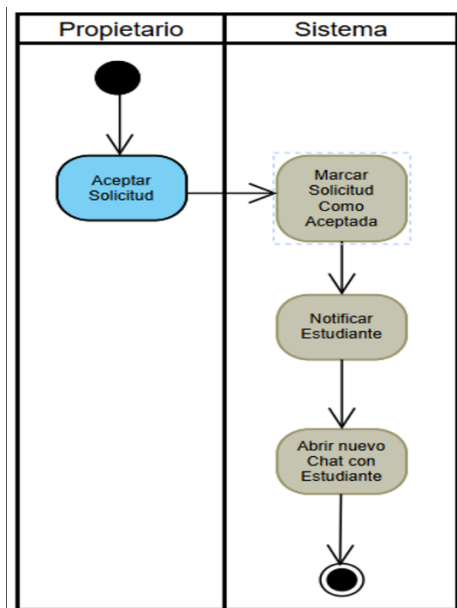 Propietario
Sistema
Aceptar
Solicitud
Marcar
Solicitud
Como
Aceptada
Notificar
Estudiante
Abrir nuevo
Chat con
Estudiante